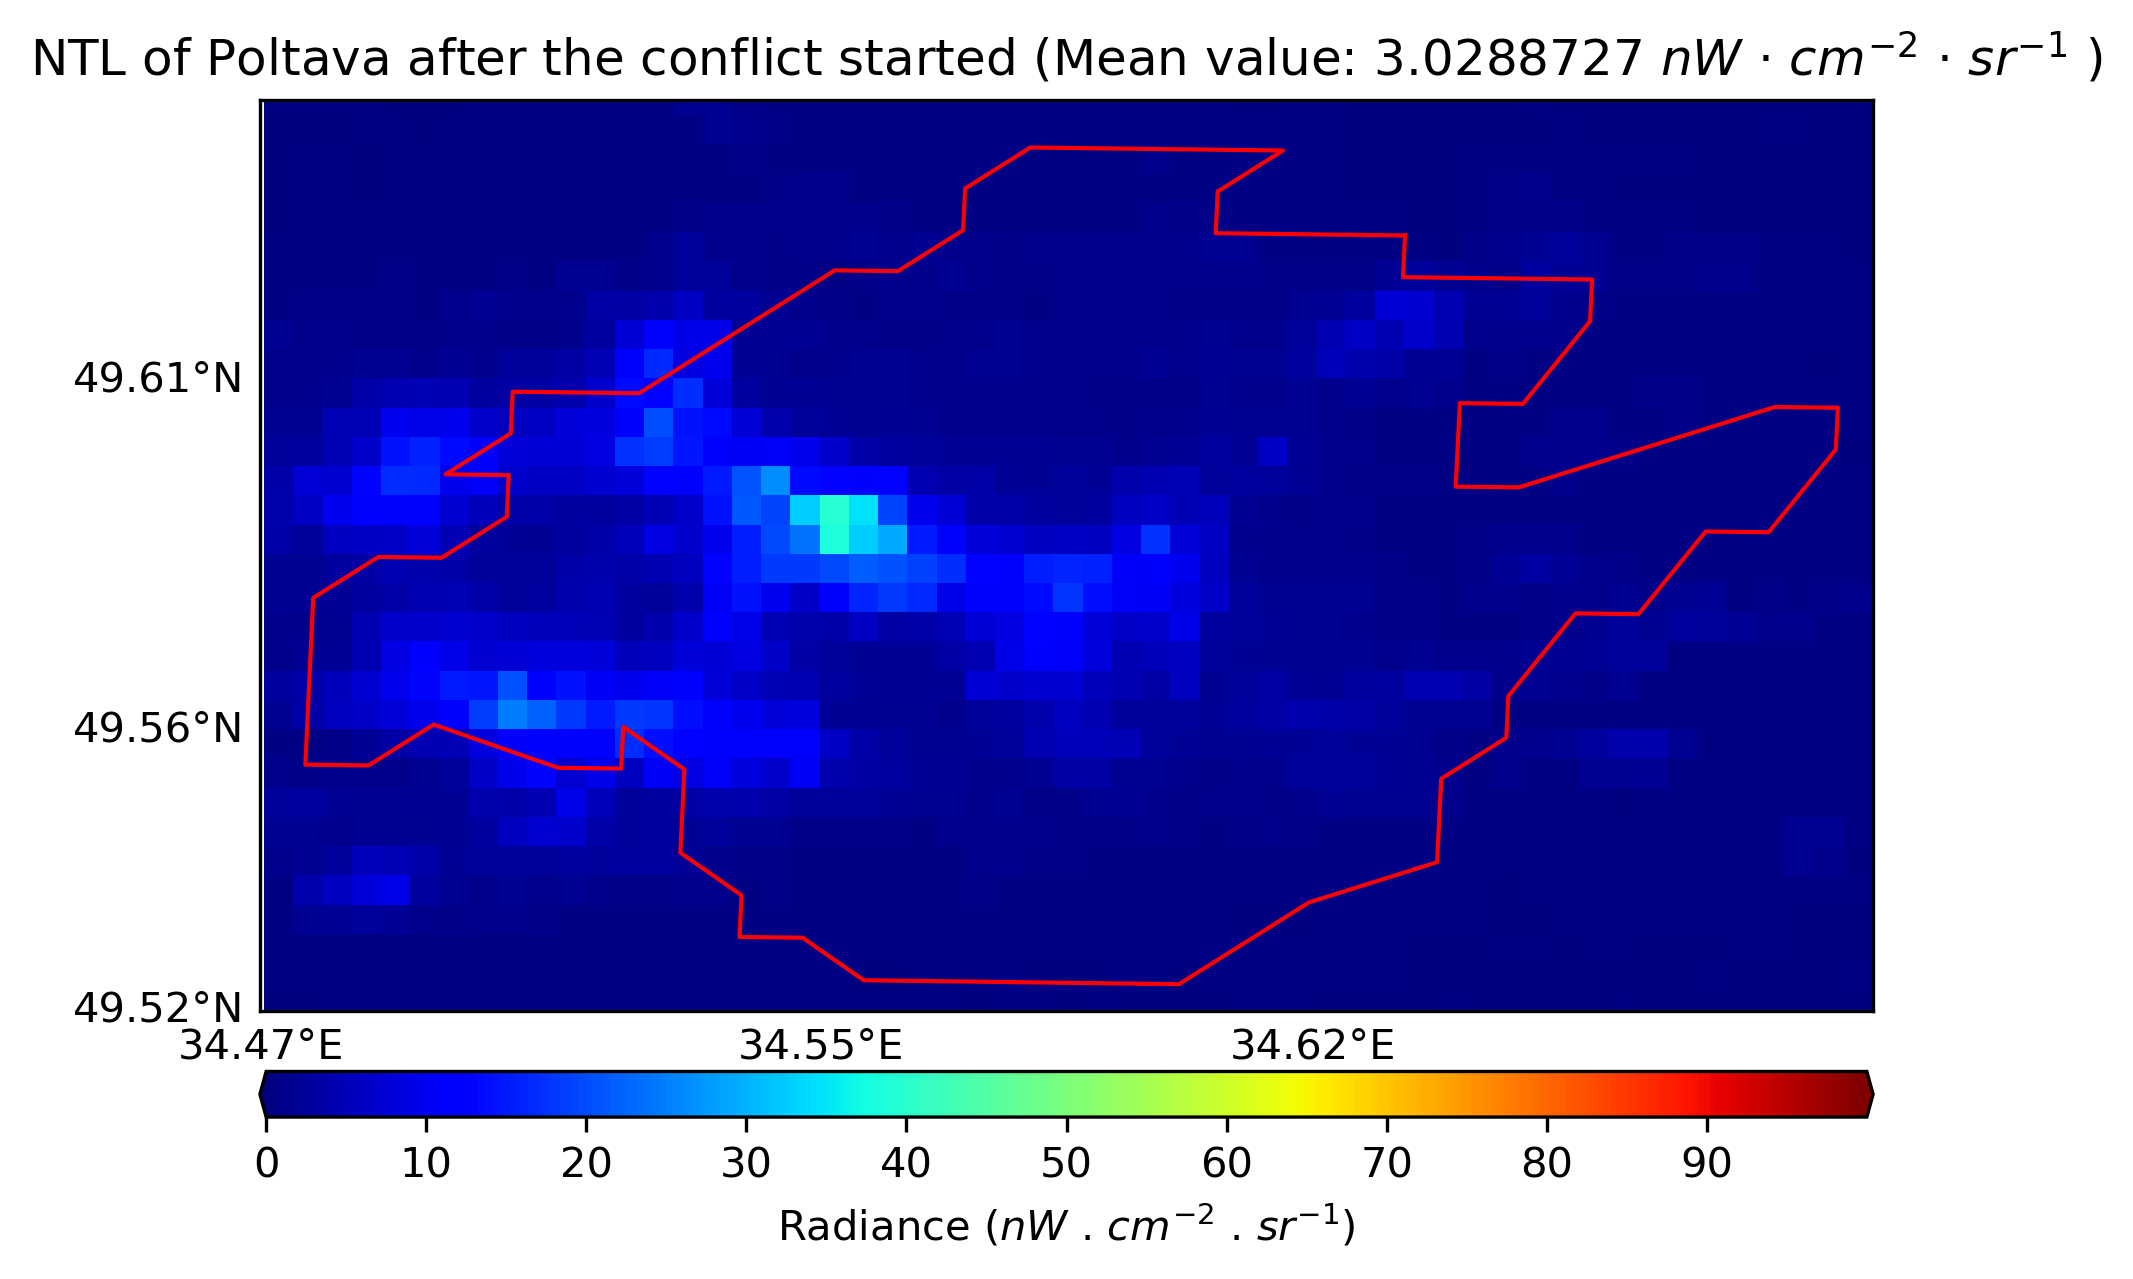 NTL of Poltava after the conflict started (Mean value: 3.0288727 nW · cm⁻² · sr⁻¹ )
49.61°N
49.56°N
49.52°N
34.47°E 34.55°E 34.62°E
0 10 20 30 40 50 60 70 80 90
Radiance (nW . cm⁻² . sr⁻¹)